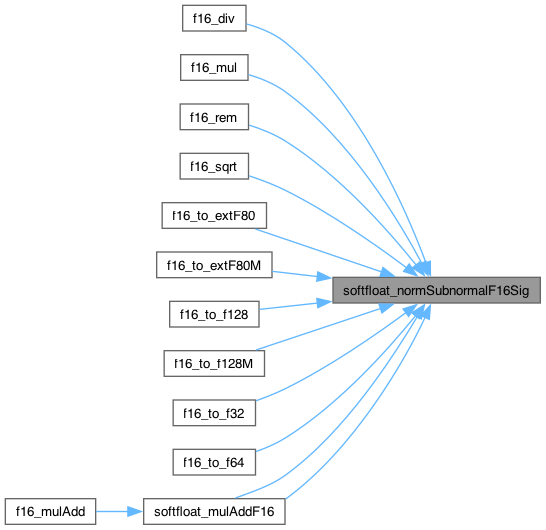 f16_div
f16_mul
f16_rem
f16_sqrt
f16_to_extF80
f16_to_extF80M
softfloat_normSubnormalF16Sig
f16_to_f128
f16_to_f128M
f16_to_f32
f16_to_f64
f16_mulAdd
softfloat_mulAddF16